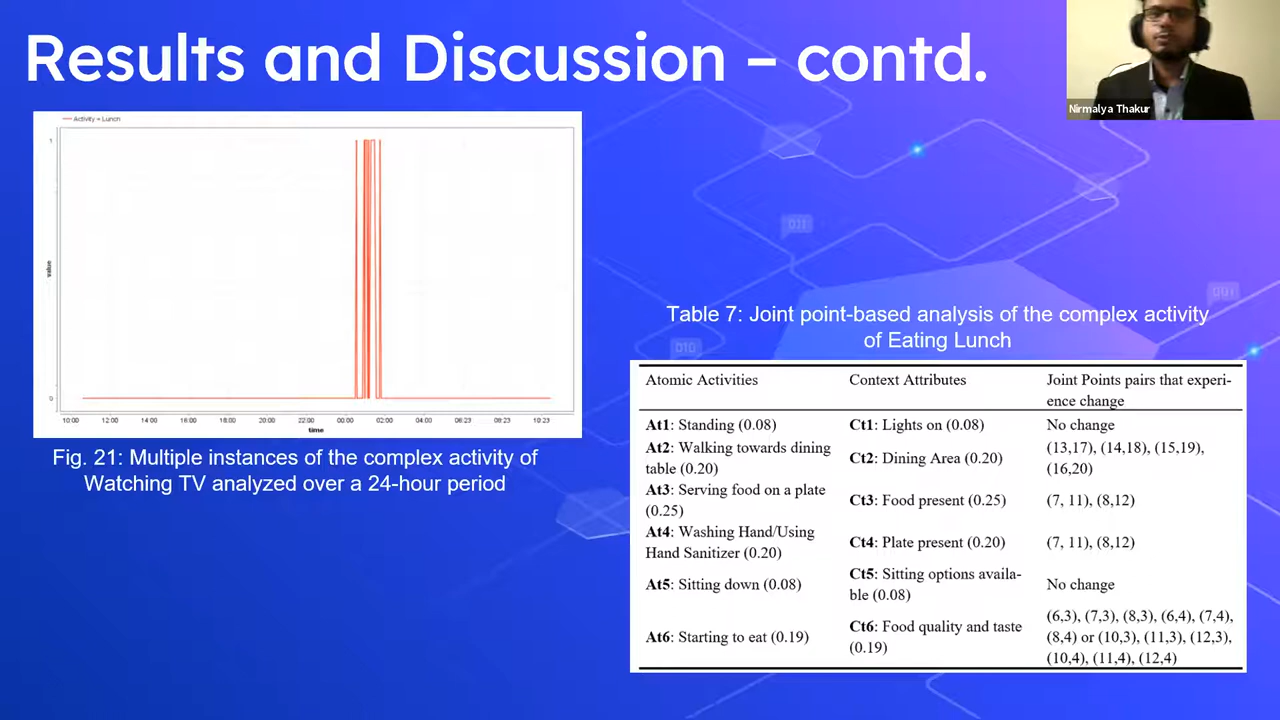 Results and Discussion – contd.
Nirmalya Thakur
Activity = Lunch
1
value
0
10:00 12:00 14:00 16:00 18:00 20:00 22:00 00:00 02:00 04:00 06:23 09:23 10:23
time
Fig. 21: Multiple instances of the complex activity of
Watching TV analyzed over a 24-hour period
011
001
010
Table 7: Joint point-based analysis of the complex activity
of Eating Lunch
Atomic Activities Context Attributes Joint Points pairs that experi-
ence change
At1: Standing (0.08) Ct1: Lights on (0.08) No change
At2: Walking towards dining
table (0.20) Ct2: Dining Area (0.20) (13,17), (14,18), (15,19),
(16,20)
At3: Serving food on a plate
(0.25) Ct3: Food present (0.25) (7, 11), (8,12)
At4: Washing Hand/Using
Hand Sanitizer (0.20) Ct4: Plate present (0.20) (7, 11), (8,12)
At5: Sitting down (0.08) Ct5: Sitting options availa-
ble (0.08) No change
At6: Starting to eat (0.19) Ct6: Food quality and taste
(0.19) (6,3), (7,3), (8,3), (6,4), (7,4),
(8,4) or (10,3), (11,3), (12,3),
(10,4), (11,4), (12,4)